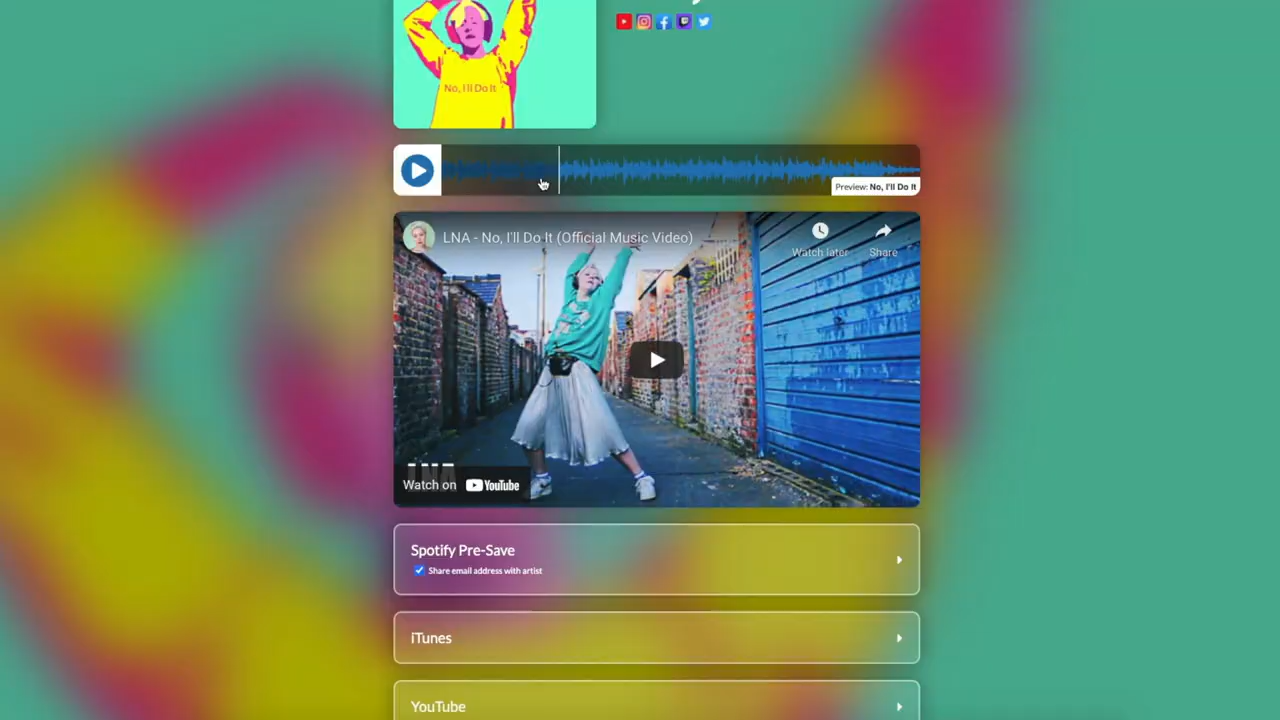 No, I'll Do It
Preview: No, I'll Do It
LNA - No, I'll Do It (Official Music Video)
Watch later
Share
LNA
Watch on YouTube
Spotify Pre-Save
Share email address with artist
iTunes
YouTube